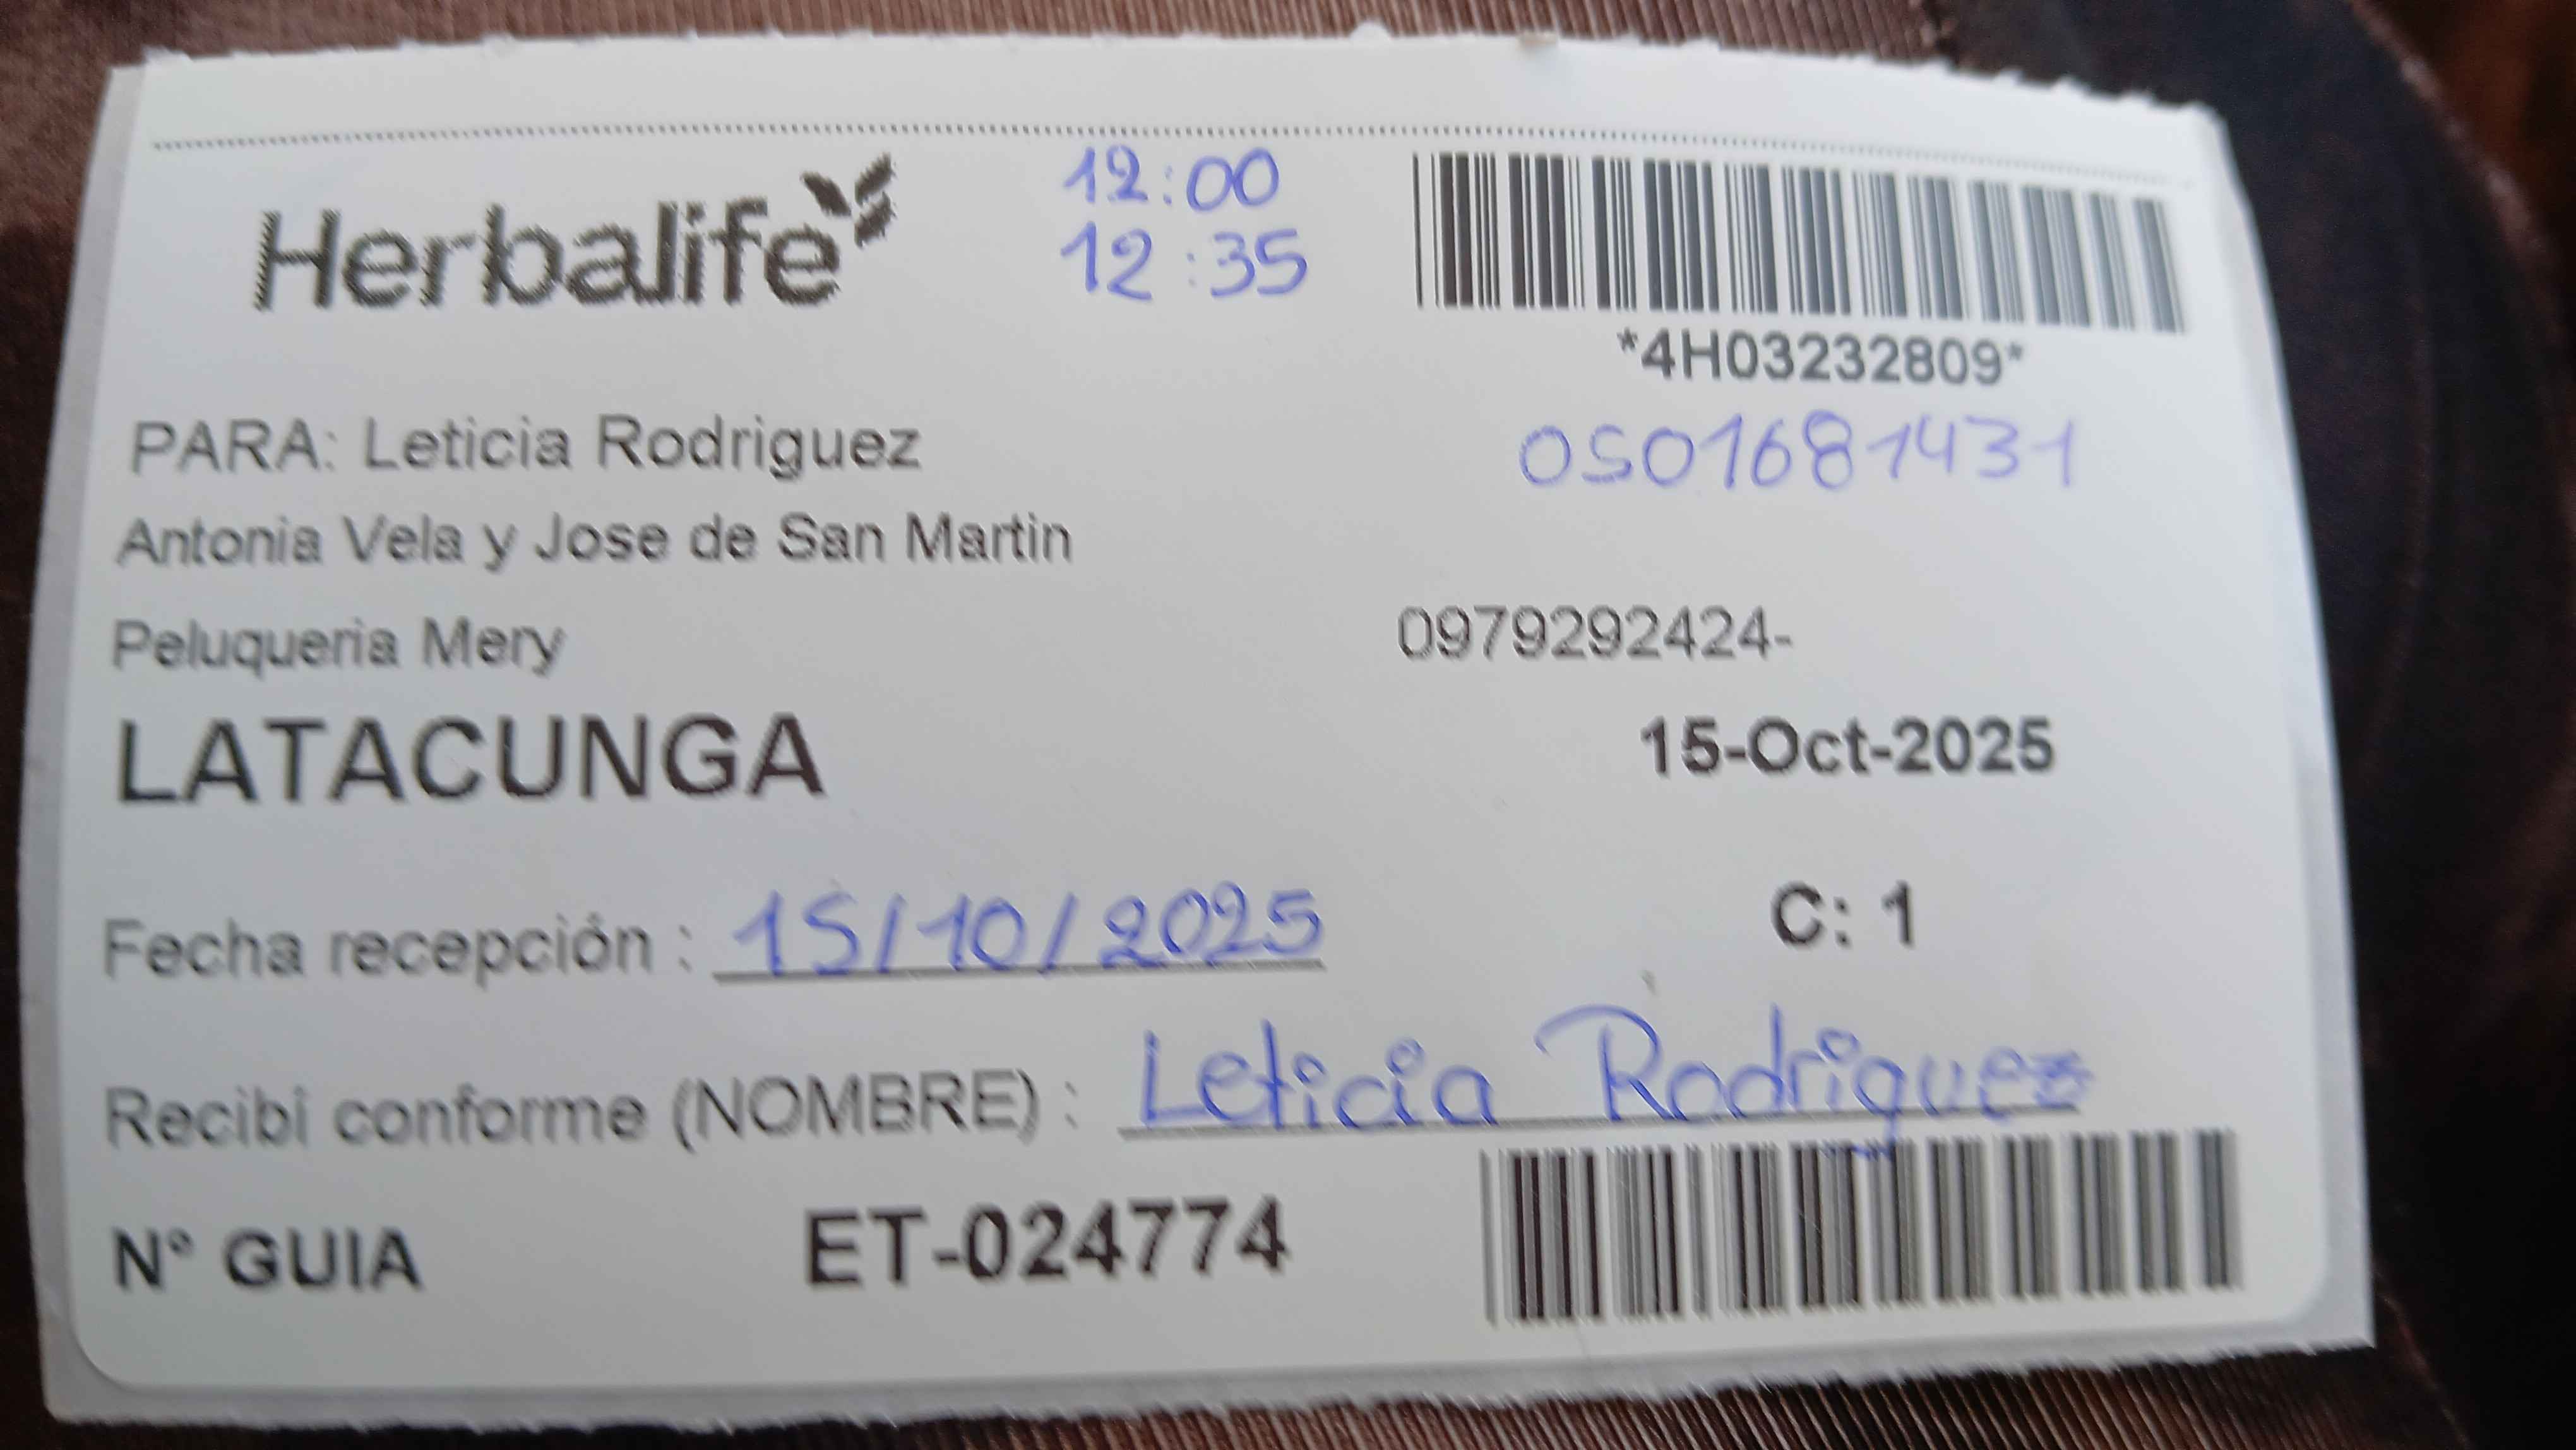 Herbalife
12:00
12:35
*4H03232809*
PARA: Leticia Rodriguez
0501681431
Antonia Vela y Jose de San Martin
Peluqueria Mery
0979292424-
LATACUNGA
15-Oct-2025
Fecha recepción : 15/10/2025
C: 1
Recibí conforme (NOMBRE) : Leticia Rodriguez
N° GUIA
ET-024774